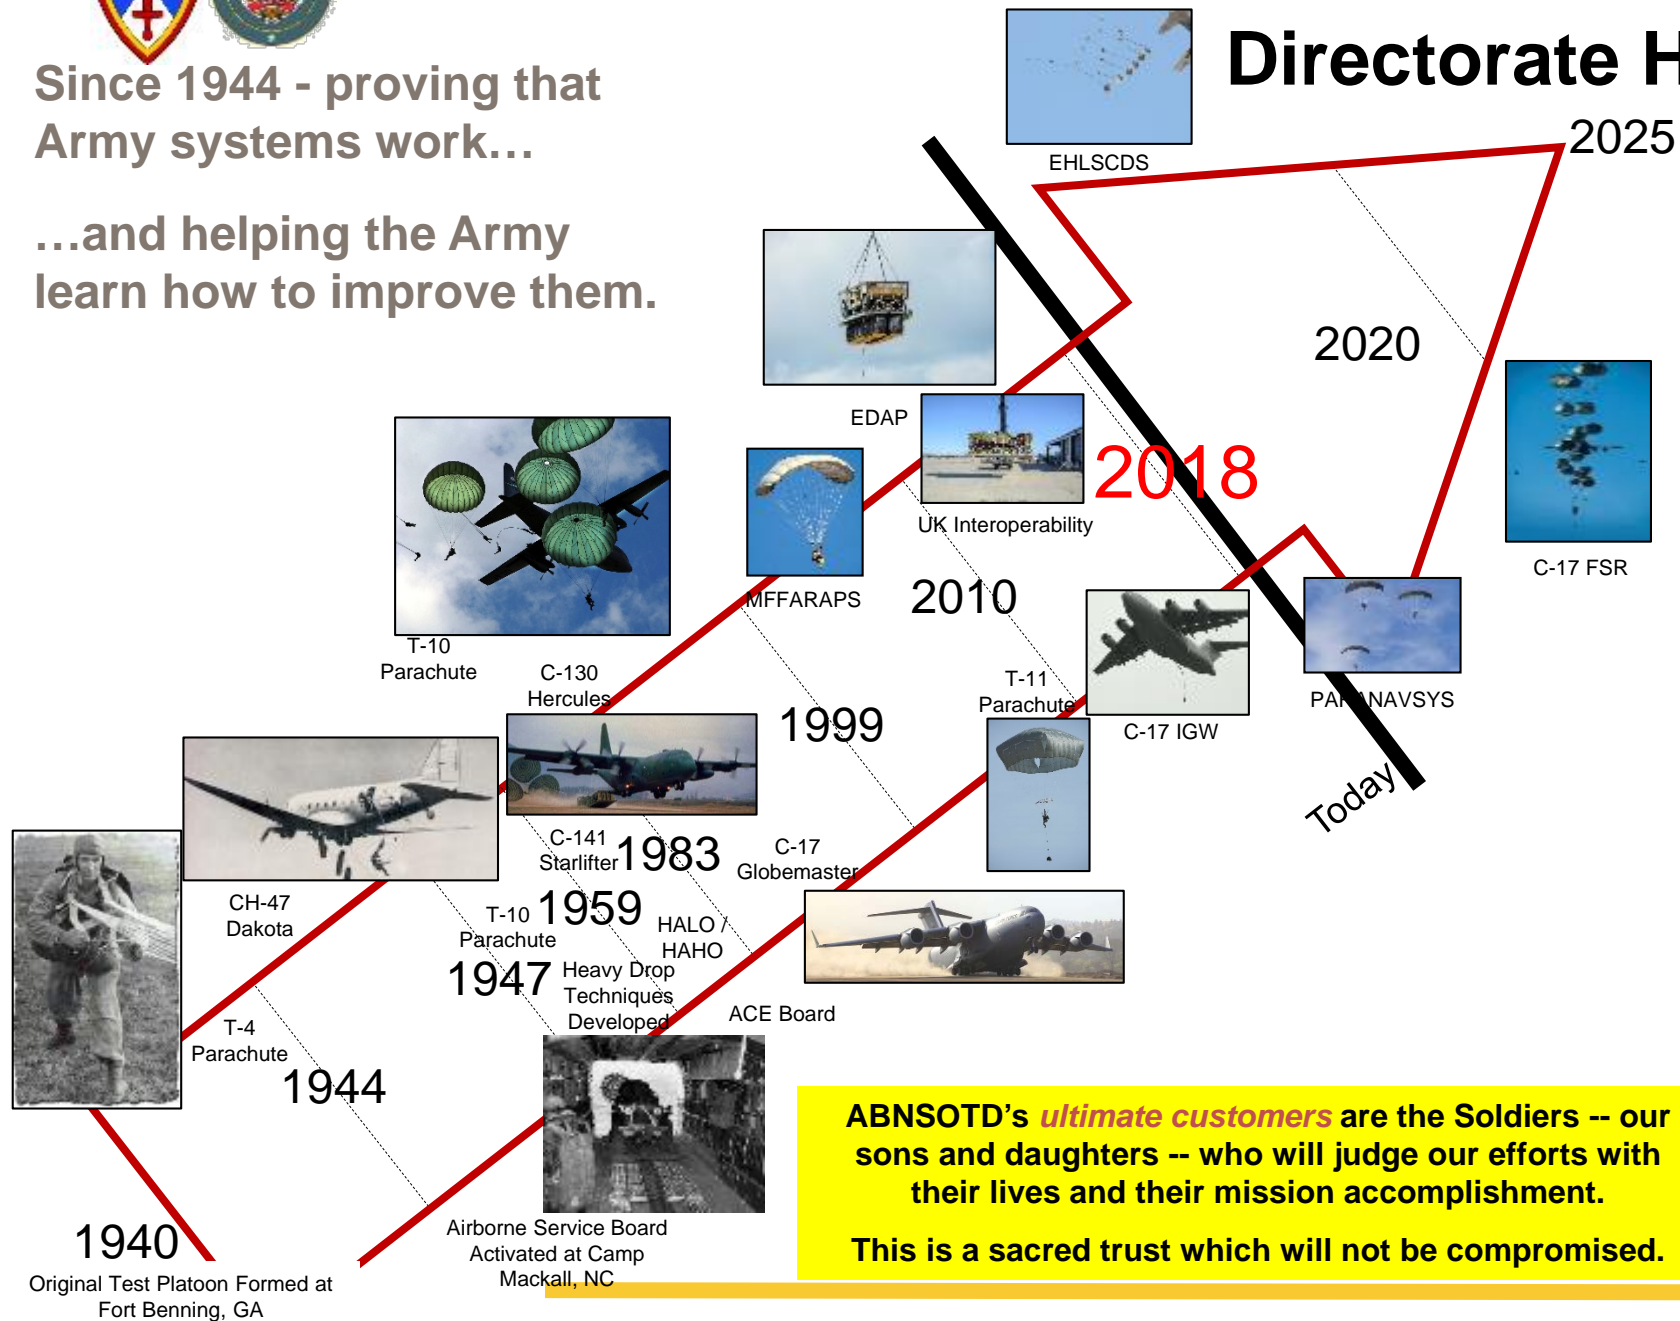 Since 1944 - proving that
Army systems work…
…and helping the Army
learn how to improve them.
Directorate H
2025
EHLSCDS
2020
EDAP
2018
UK Interoperability
C-17 FSR
MFFARAPS
2010
T-10
Parachute
C-130
Hercules
T-11
Parachute
PARANAVSYS
C-17 IGW
1999
Today
C-141
Starlifter
1983
C-17
Globemaster
CH-47
Dakota
T-10
Parachute
1959
HALO /
HAHO
1947
Heavy Drop
Techniques
Developed
ACE Board
T-4
Parachute
1944
ABNSOTD’s ultimate customers are the Soldiers -- our
sons and daughters -- who will judge our efforts with
their lives and their mission accomplishment.
This is a sacred trust which will not be compromised.
Airborne Service Board
Activated at Camp
Mackall, NC
1940
Original Test Platoon Formed at
Fort Benning, GA